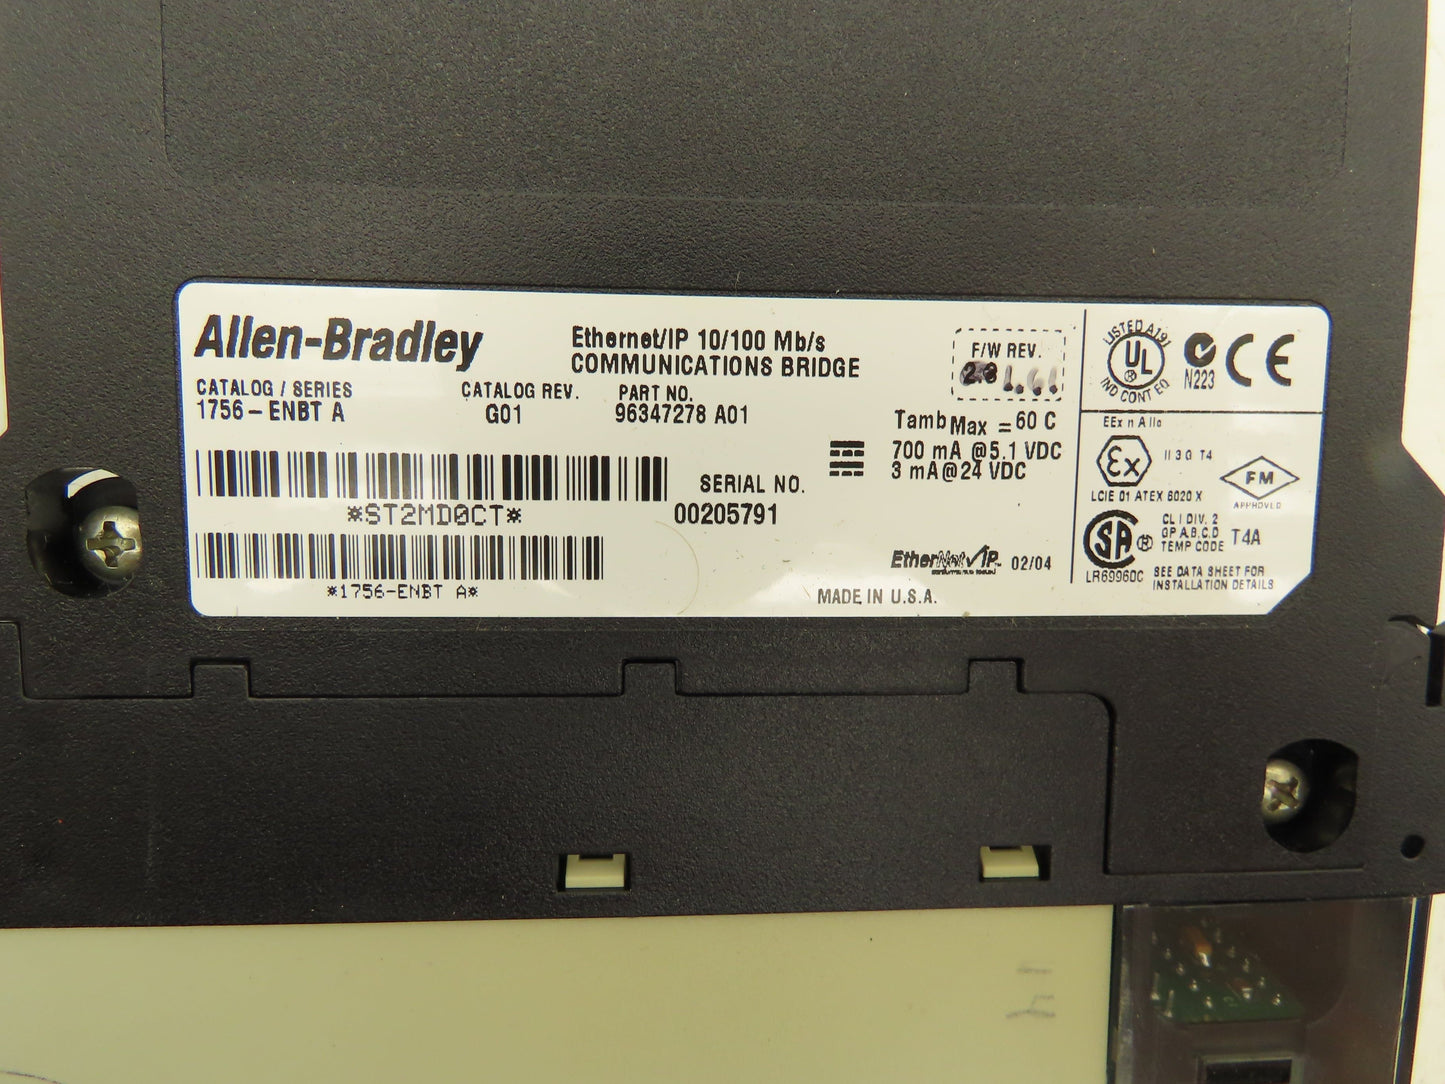 Allen-Bradley
Ethernet/IP 10/100 Mb/s
COMMUNICATIONS BRIDGE
CATALOG / SERIES
1756-ENBT A
CATALOG REV.
G01
PART NO.
96347278 A01
F/W REV.
Tamb Max = 60 C
700 mA @5.1 VDC
3 mA@24 VDC
*ST2MD0CT*
SERIAL NO.
00205791
*1756-ENBT A*
EtherNet/IP 02/04
MADE IN U.S.A.
LISTED A191
UL
IND CONT EQ
N223
CE
EEx n A IIc
Ex
II 3 G T4
LCIE 01 ATEX 6020 X
FM
APPROVED
SA ®
CL I DIV. 2
GP A,B,C,D
TEMP CODE T4A
LR69960C
SEE DATA SHEET FOR
INSTALLATION DETAILS